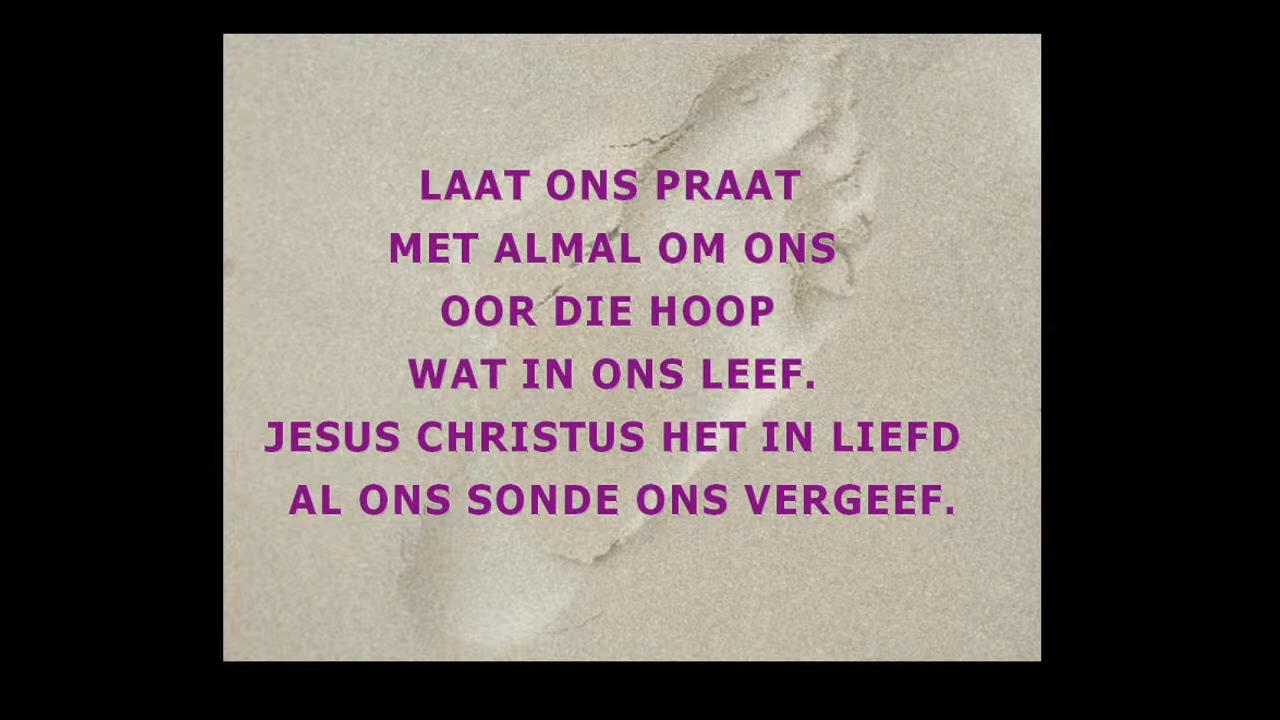 LAAT ONS PRAAT
MET ALMAL OM ONS
OOR DIE HOOP
WAT IN ONS LEEF.
JESUS CHRISTUS HET IN LIEFD
AL ONS SONDE ONS VERGEEF.